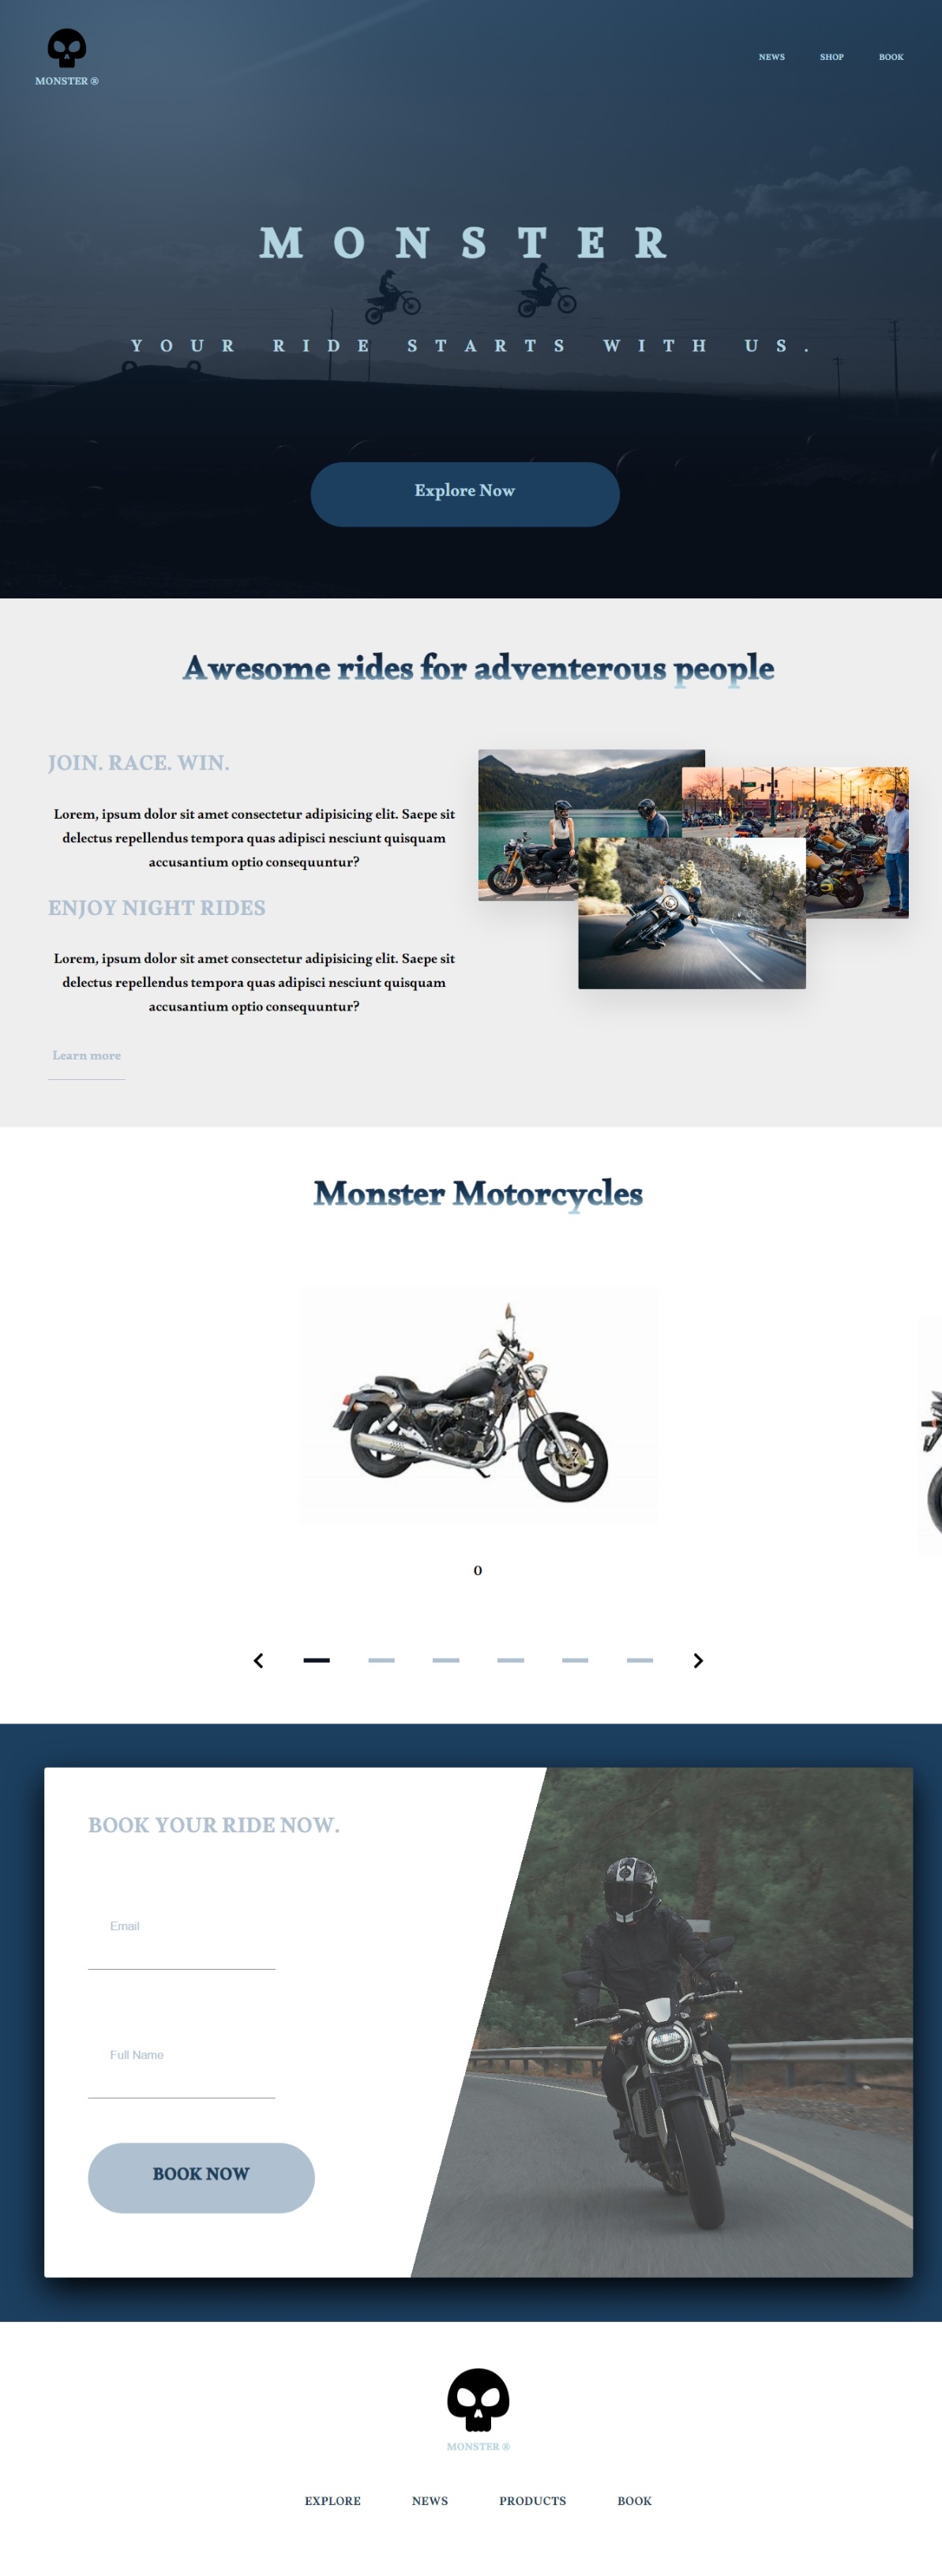 MONSTER ®
NEWS
SHOP
BOOK
MONSTER
YOUR RIDE STARTS WITH US.
Explore Now
Awesome rides for adventerous people
JOIN. RACE. WIN.
Lorem, ipsum dolor sit amet consectetur adipisicing elit. Saepe sit
delectus repellendus tempora quas adipisci nesciunt quisquam
accusantium optio consequuntur?
ENJOY NIGHT RIDES
Lorem, ipsum dolor sit amet consectetur adipisicing elit. Saepe sit
delectus repellendus tempora quas adipisci nesciunt quisquam
accusantium optio consequuntur?
Learn more
Monster Motorcycles
0
BOOK YOUR RIDE NOW.
Email
Full Name
BOOK NOW
MONSTER ®
EXPLORE
NEWS
PRODUCTS
BOOK